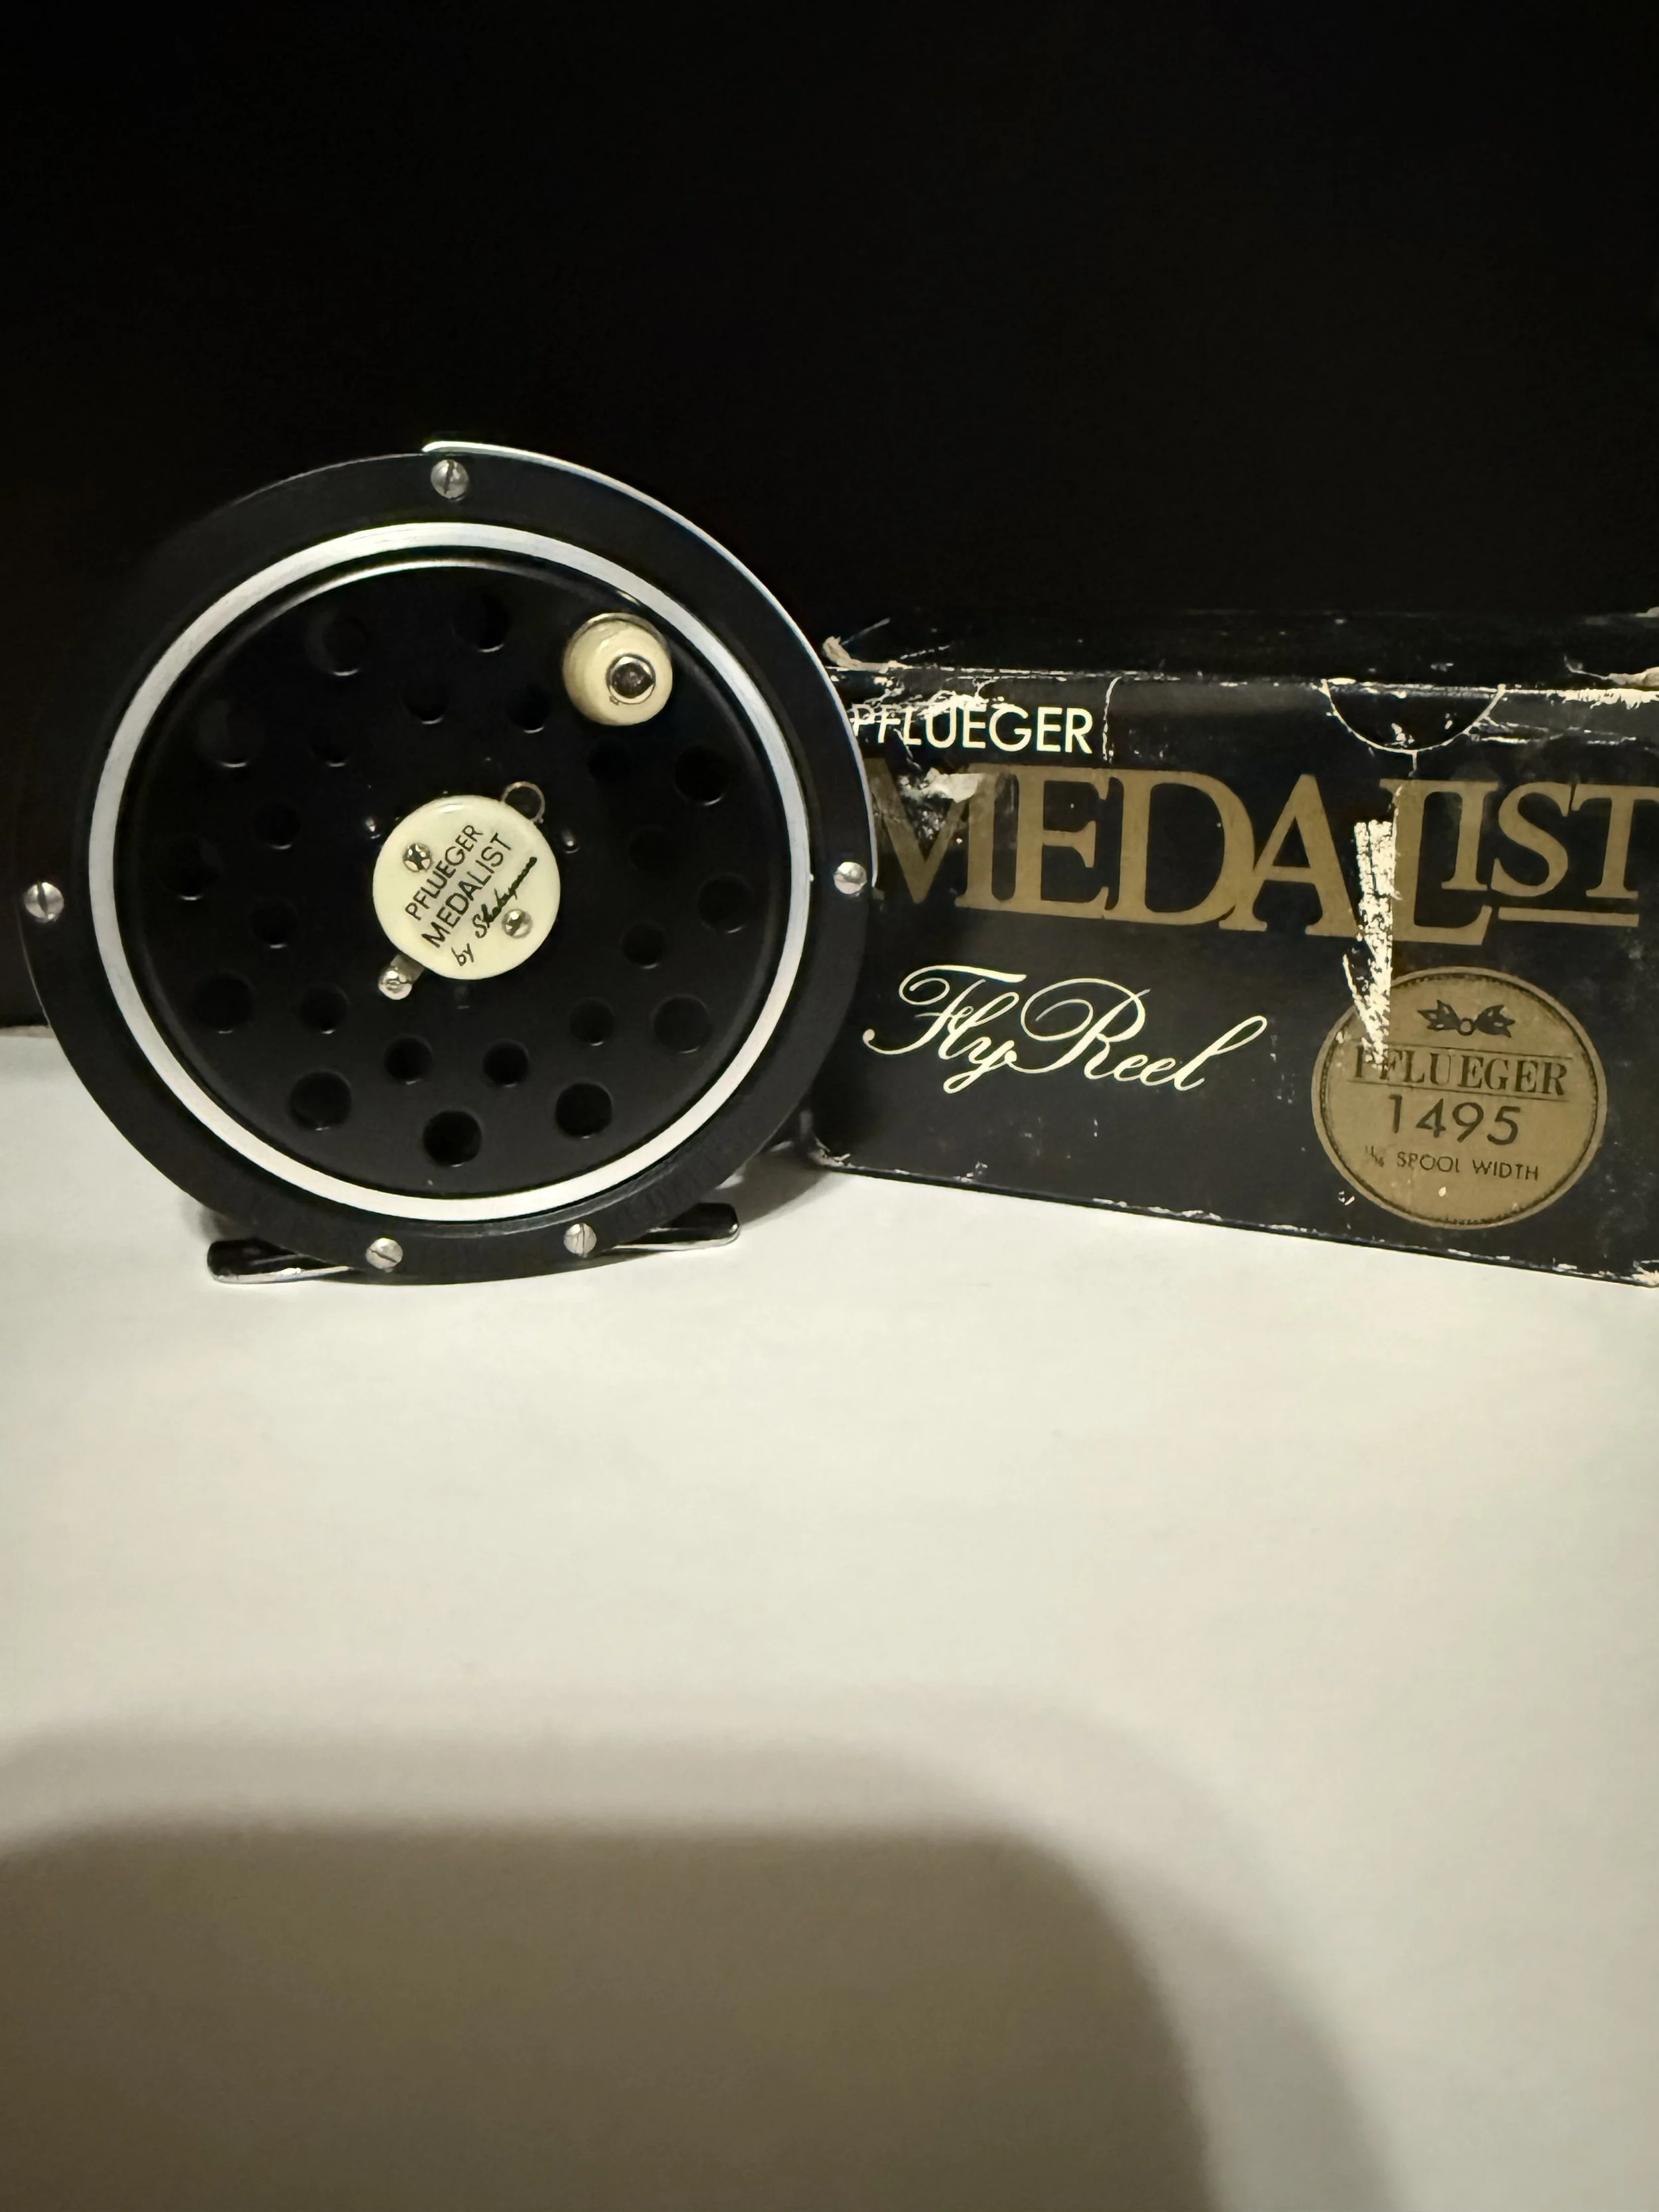 PFLUEGER
MEDALIST
by Shakespeare
PFLUEGER
MEDALIST
Fly Reel
PFLUEGER
1495
SPOOL WIDTH